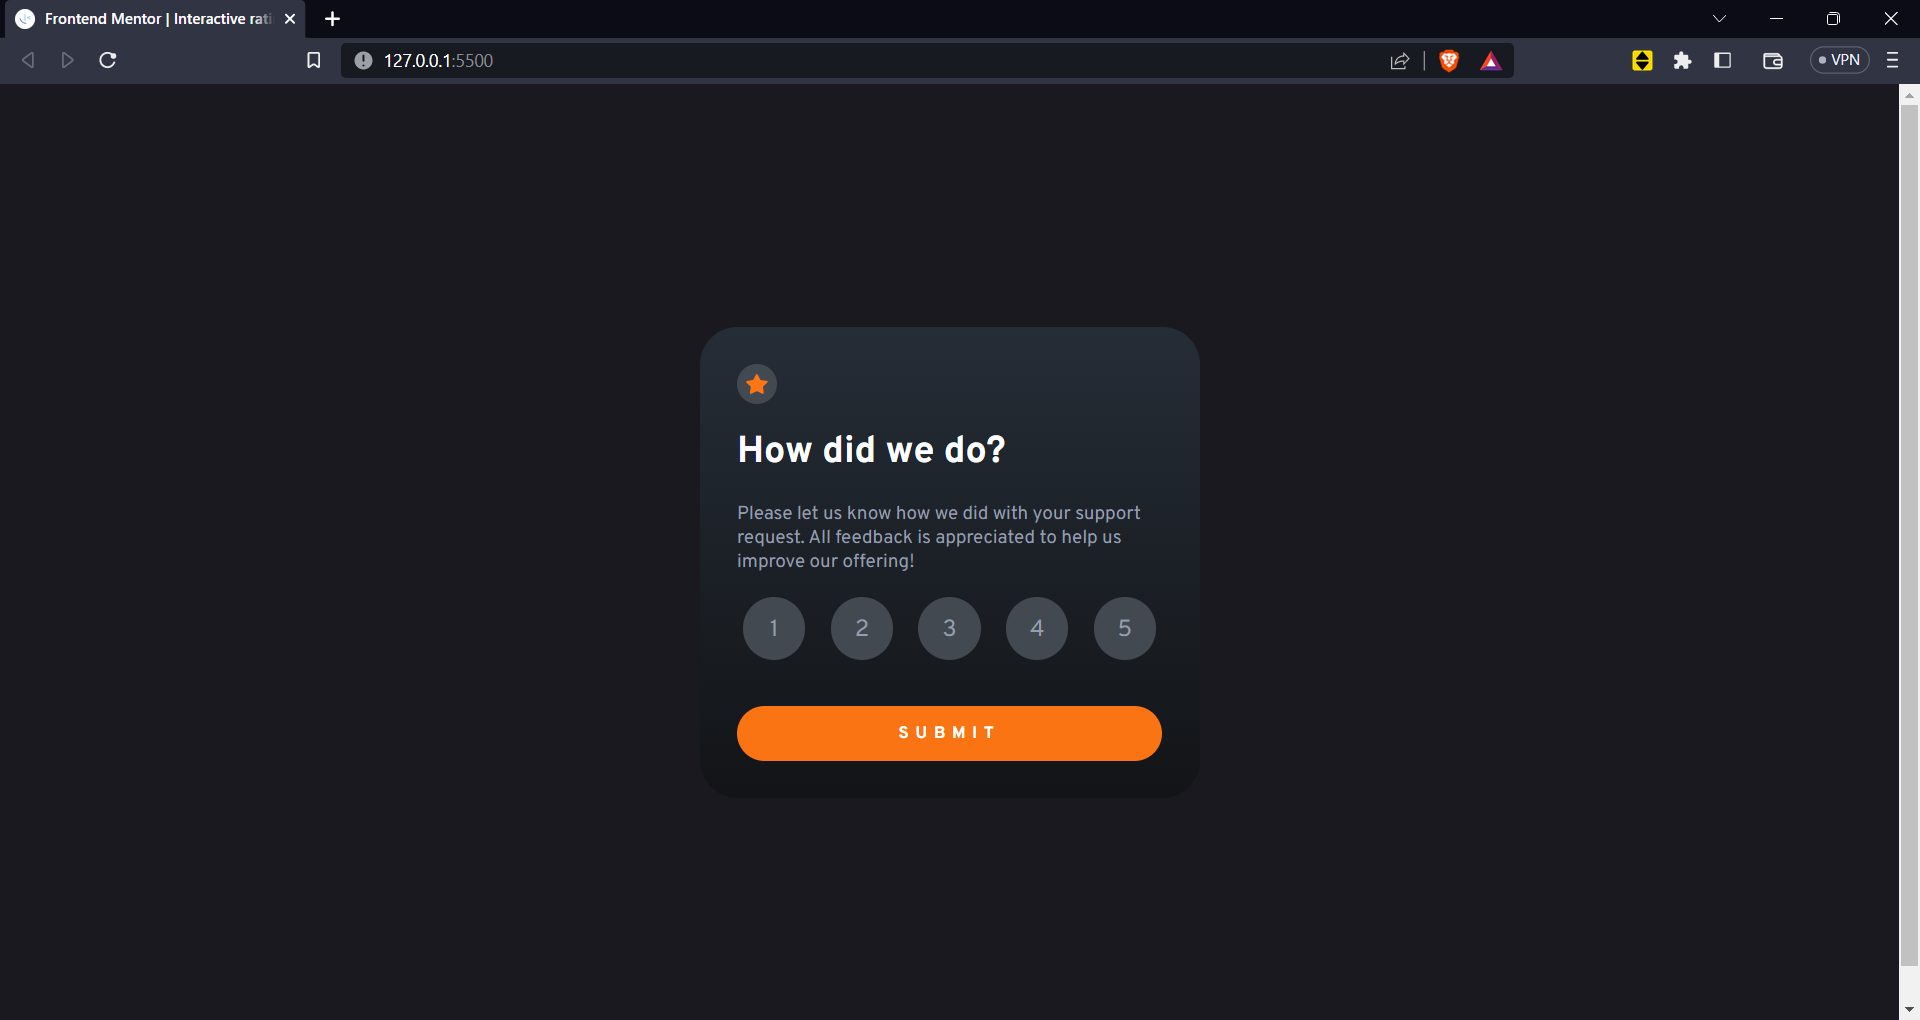 Frontend Mentor | Interactive rati
127.0.0.1:5500
VPN
How did we do?
Please let us know how we did with your support
request. All feedback is appreciated to help us
improve our offering!
1 2 3 4 5
SUBMIT